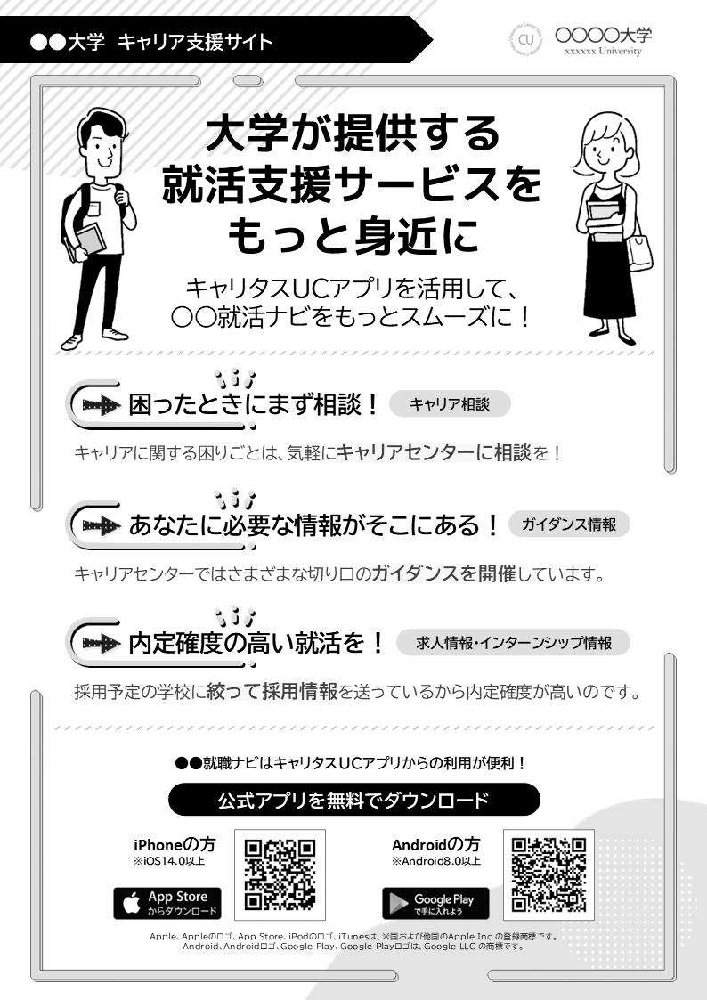 ●●大学 キャリア支援サイト
CU
〇〇〇〇大学
xxxxxx University
大学が提供する
就活支援サービスを
もっと身近に
キャリタスUCアプリを活用して、
〇〇就活ナビをもっとスムーズに！
困ったときにまず相談！ キャリア相談
キャリアに関する困りごとは、気軽にキャリアセンターに相談を！
あなたに必要な情報がそこにある！ ガイダンス情報
キャリアセンターではさまざまな切り口のガイダンスを開催しています。
内定確度の高い就活を！ 求人情報・インターンシップ情報
採用予定の学校に絞って採用情報を送っているから内定確度が高いのです。
●●就職ナビはキャリタスUCアプリからの利用が便利！
公式アプリを無料でダウンロード
iPhoneの方
※iOS14.0以上
App Store
からダウンロード
Androidの方
※Android8.0以上
Google Play
で手に入れよう
Apple、Appleのロゴ、App Store、iPodのロゴ、iTunesは、米国および他国のApple Inc.の登録商標です。
Android、Androidロゴ、Google Play、Google Playロゴは、Google LLC の商標です。